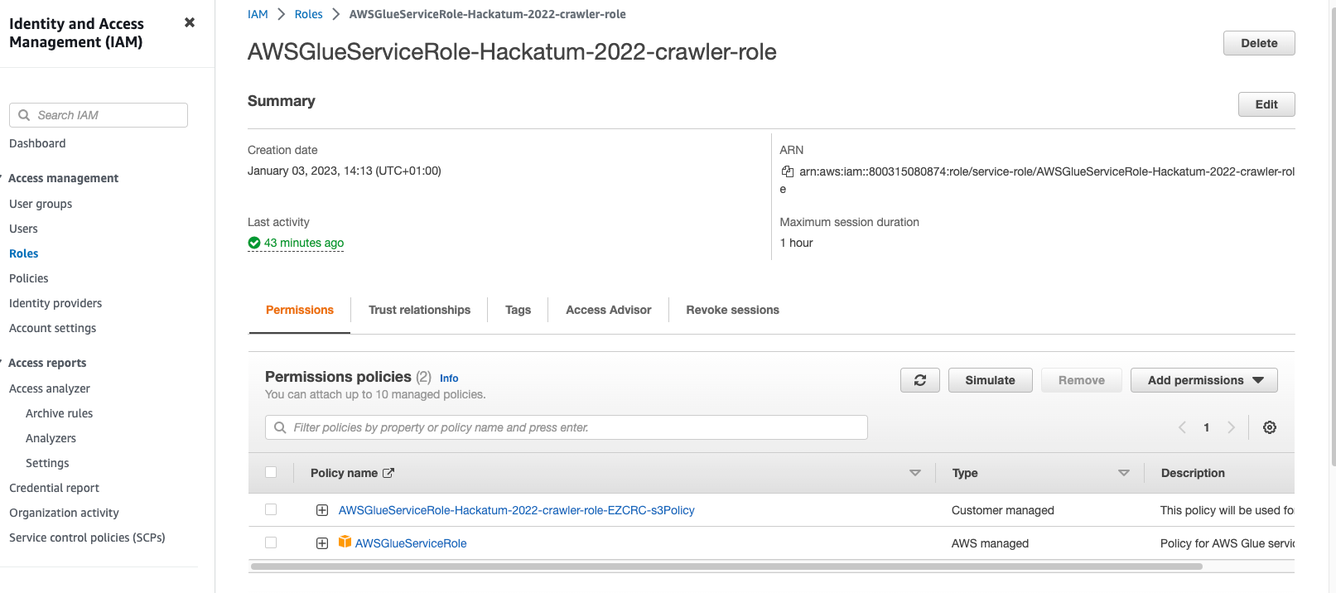 Identity and Access
Management (IAM)
Search IAM
Dashboard
Access management
User groups
Users
Roles
Policies
Identity providers
Account settings
Access reports
Access analyzer
Archive rules
Analyzers
Settings
Credential report
Organization activity
Service control policies (SCPs)
IAM > Roles > AWSGlueServiceRole-Hackatum-2022-crawler-role
AWSGlueServiceRole-Hackatum-2022-crawler-role
Delete
Summary
Edit
Creation date
January 03, 2023, 14:13 (UTC+01:00)
ARN
arn:aws:iam::800315080874:role/service-role/AWSGlueServiceRole-Hackatum-2022-crawler-rol
e
Last activity
43 minutes ago
Maximum session duration
1 hour
Permissions Trust relationships Tags Access Advisor Revoke sessions
Permissions policies (2) Info
You can attach up to 10 managed policies.
Simulate Remove Add permissions
Filter policies by property or policy name and press enter.
1
Policy name Type Description
AWSGlueServiceRole-Hackatum-2022-crawler-role-EZCRC-s3Policy Customer managed This policy will be used fo
AWSGlueServiceRole AWS managed Policy for AWS Glue servic